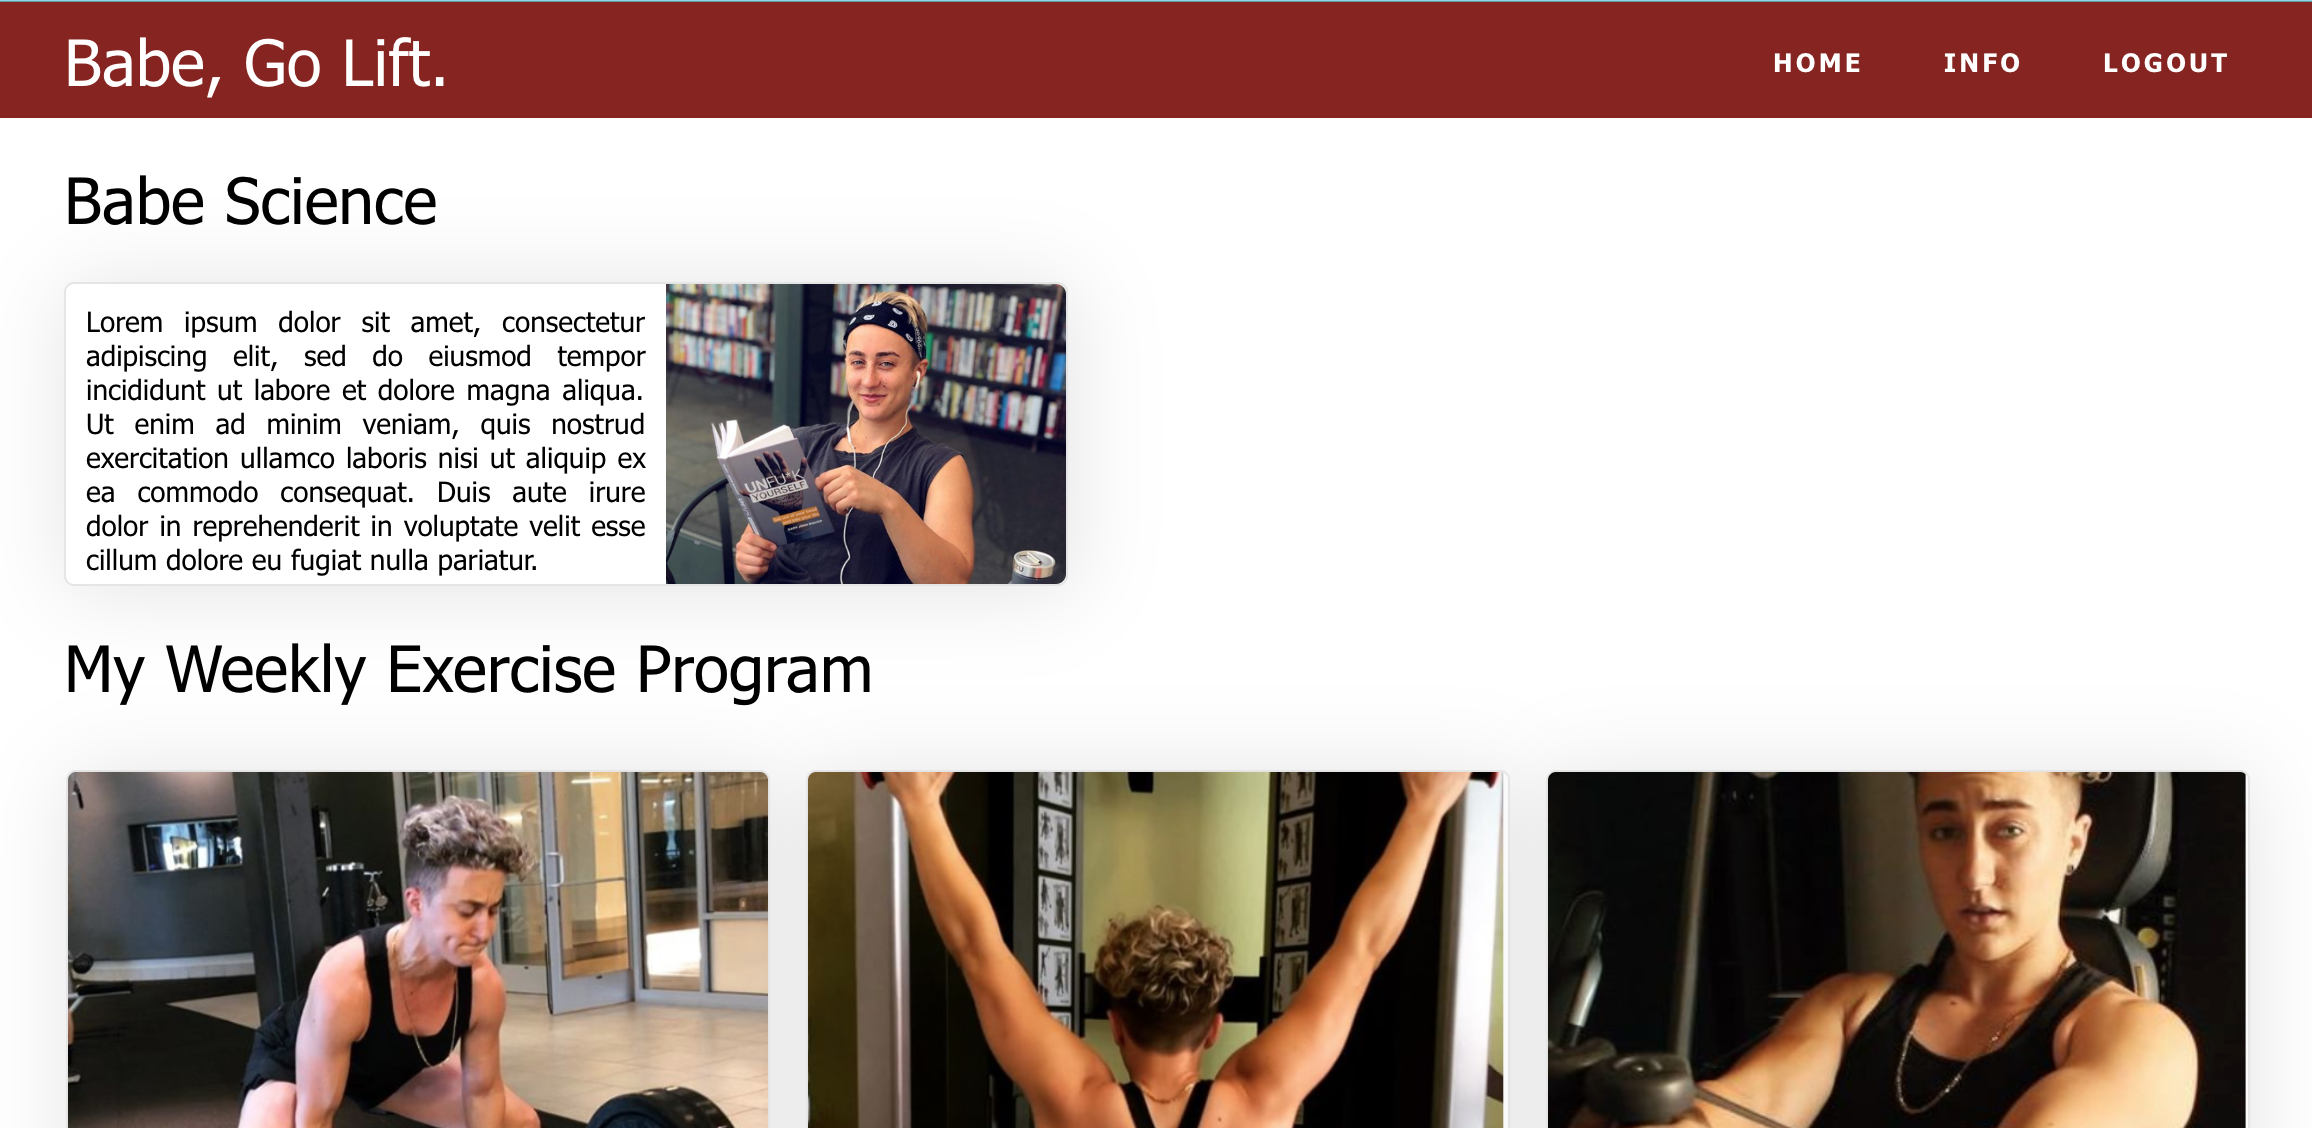 Babe, Go Lift.
HOME INFO LOGOUT
Babe Science
Lorem ipsum dolor sit amet, consectetur
adipiscing elit, sed do eiusmod tempor
incididunt ut labore et dolore magna aliqua.
Ut enim ad minim veniam, quis nostrud
exercitation ullamco laboris nisi ut aliquip ex
ea commodo consequat. Duis aute irure
dolor in reprehenderit in voluptate velit esse
cillum dolore eu fugiat nulla pariatur.
UNFU*K
YOURSELF
My Weekly Exercise Program